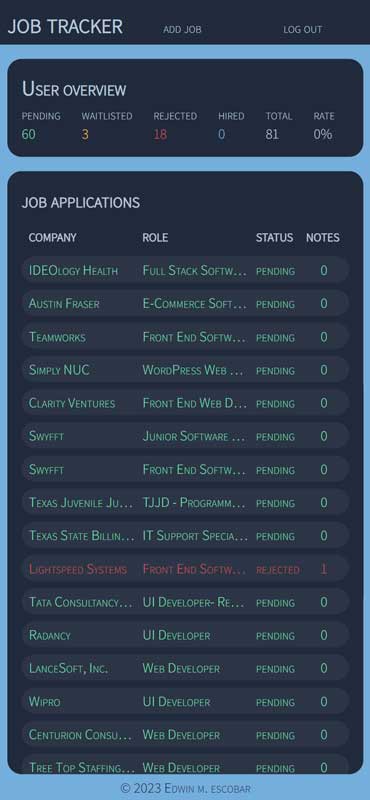 JOB TRACKER ADD JOB LOG OUT
User overview
PENDING WAITLISTED REJECTED HIRED TOTAL RATE
60 3 18 0 81 0%
JOB APPLICATIONS
COMPANY ROLE STATUS NOTES
IDEOlogy Health Full Stack Softw... PENDING 0
Austin Fraser E-Commerce Soft... PENDING 0
Teamworks Front End Softw... PENDING 0
Simply NUC WordPress Web ... PENDING 0
Clarity Ventures Front End Web D... PENDING 0
Swyfft Junior Software ... PENDING 0
Swyfft Front End Softw... PENDING 0
Texas Juvenile Ju... TJJD - Programm... PENDING 0
Texas State Billin... IT Support Specia... PENDING 0
Lightspeed Systems Front End Softw... REJECTED 1
Tata Consultancy... UI Developer- Re... PENDING 0
Radancy UI Developer PENDING 0
LanceSoft, Inc. Web Developer PENDING 0
Wipro UI Developer PENDING 0
Centurion Consu... Web Developer PENDING 0
Tree Top Staffing... Web Developer PENDING 0
© 2023 Edwin m. escobar